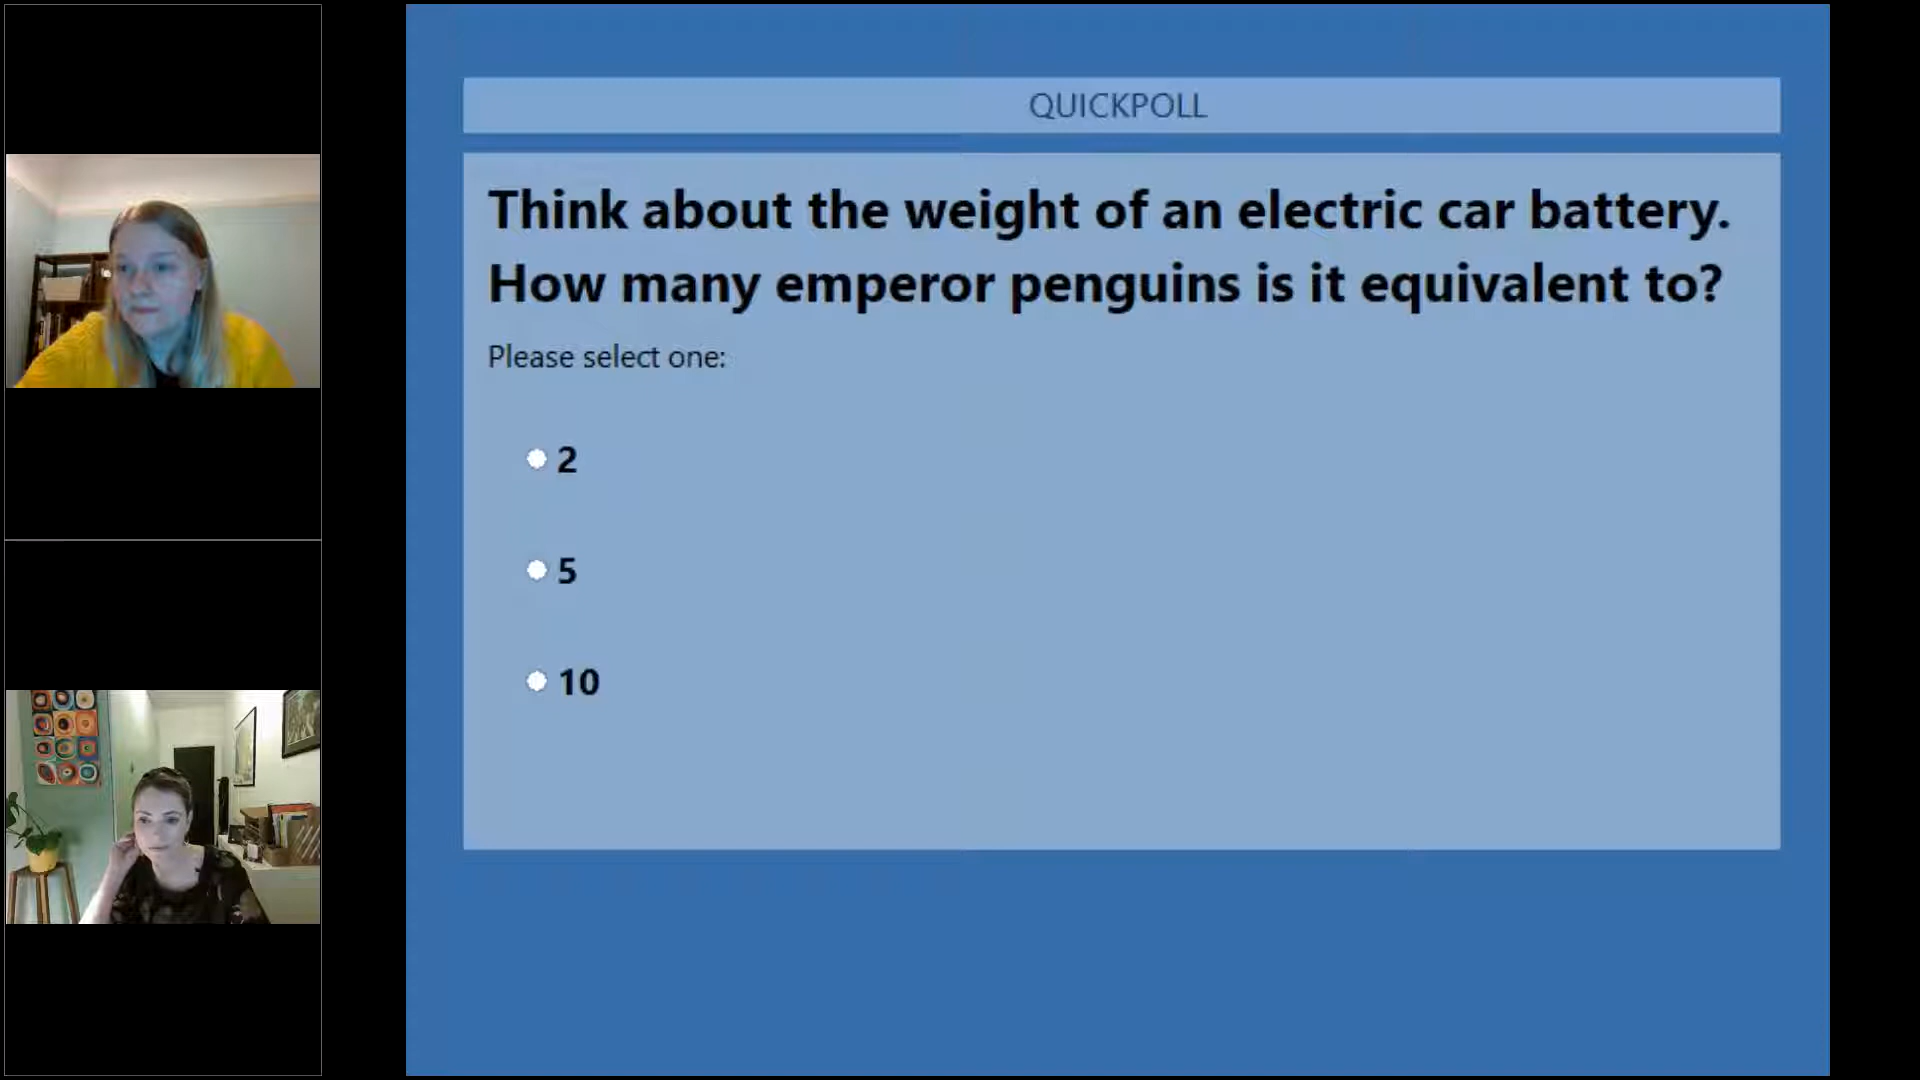 QUICKPOLL
Think about the weight of an electric car battery.
How many emperor penguins is it equivalent to?
Please select one:
2
5
10